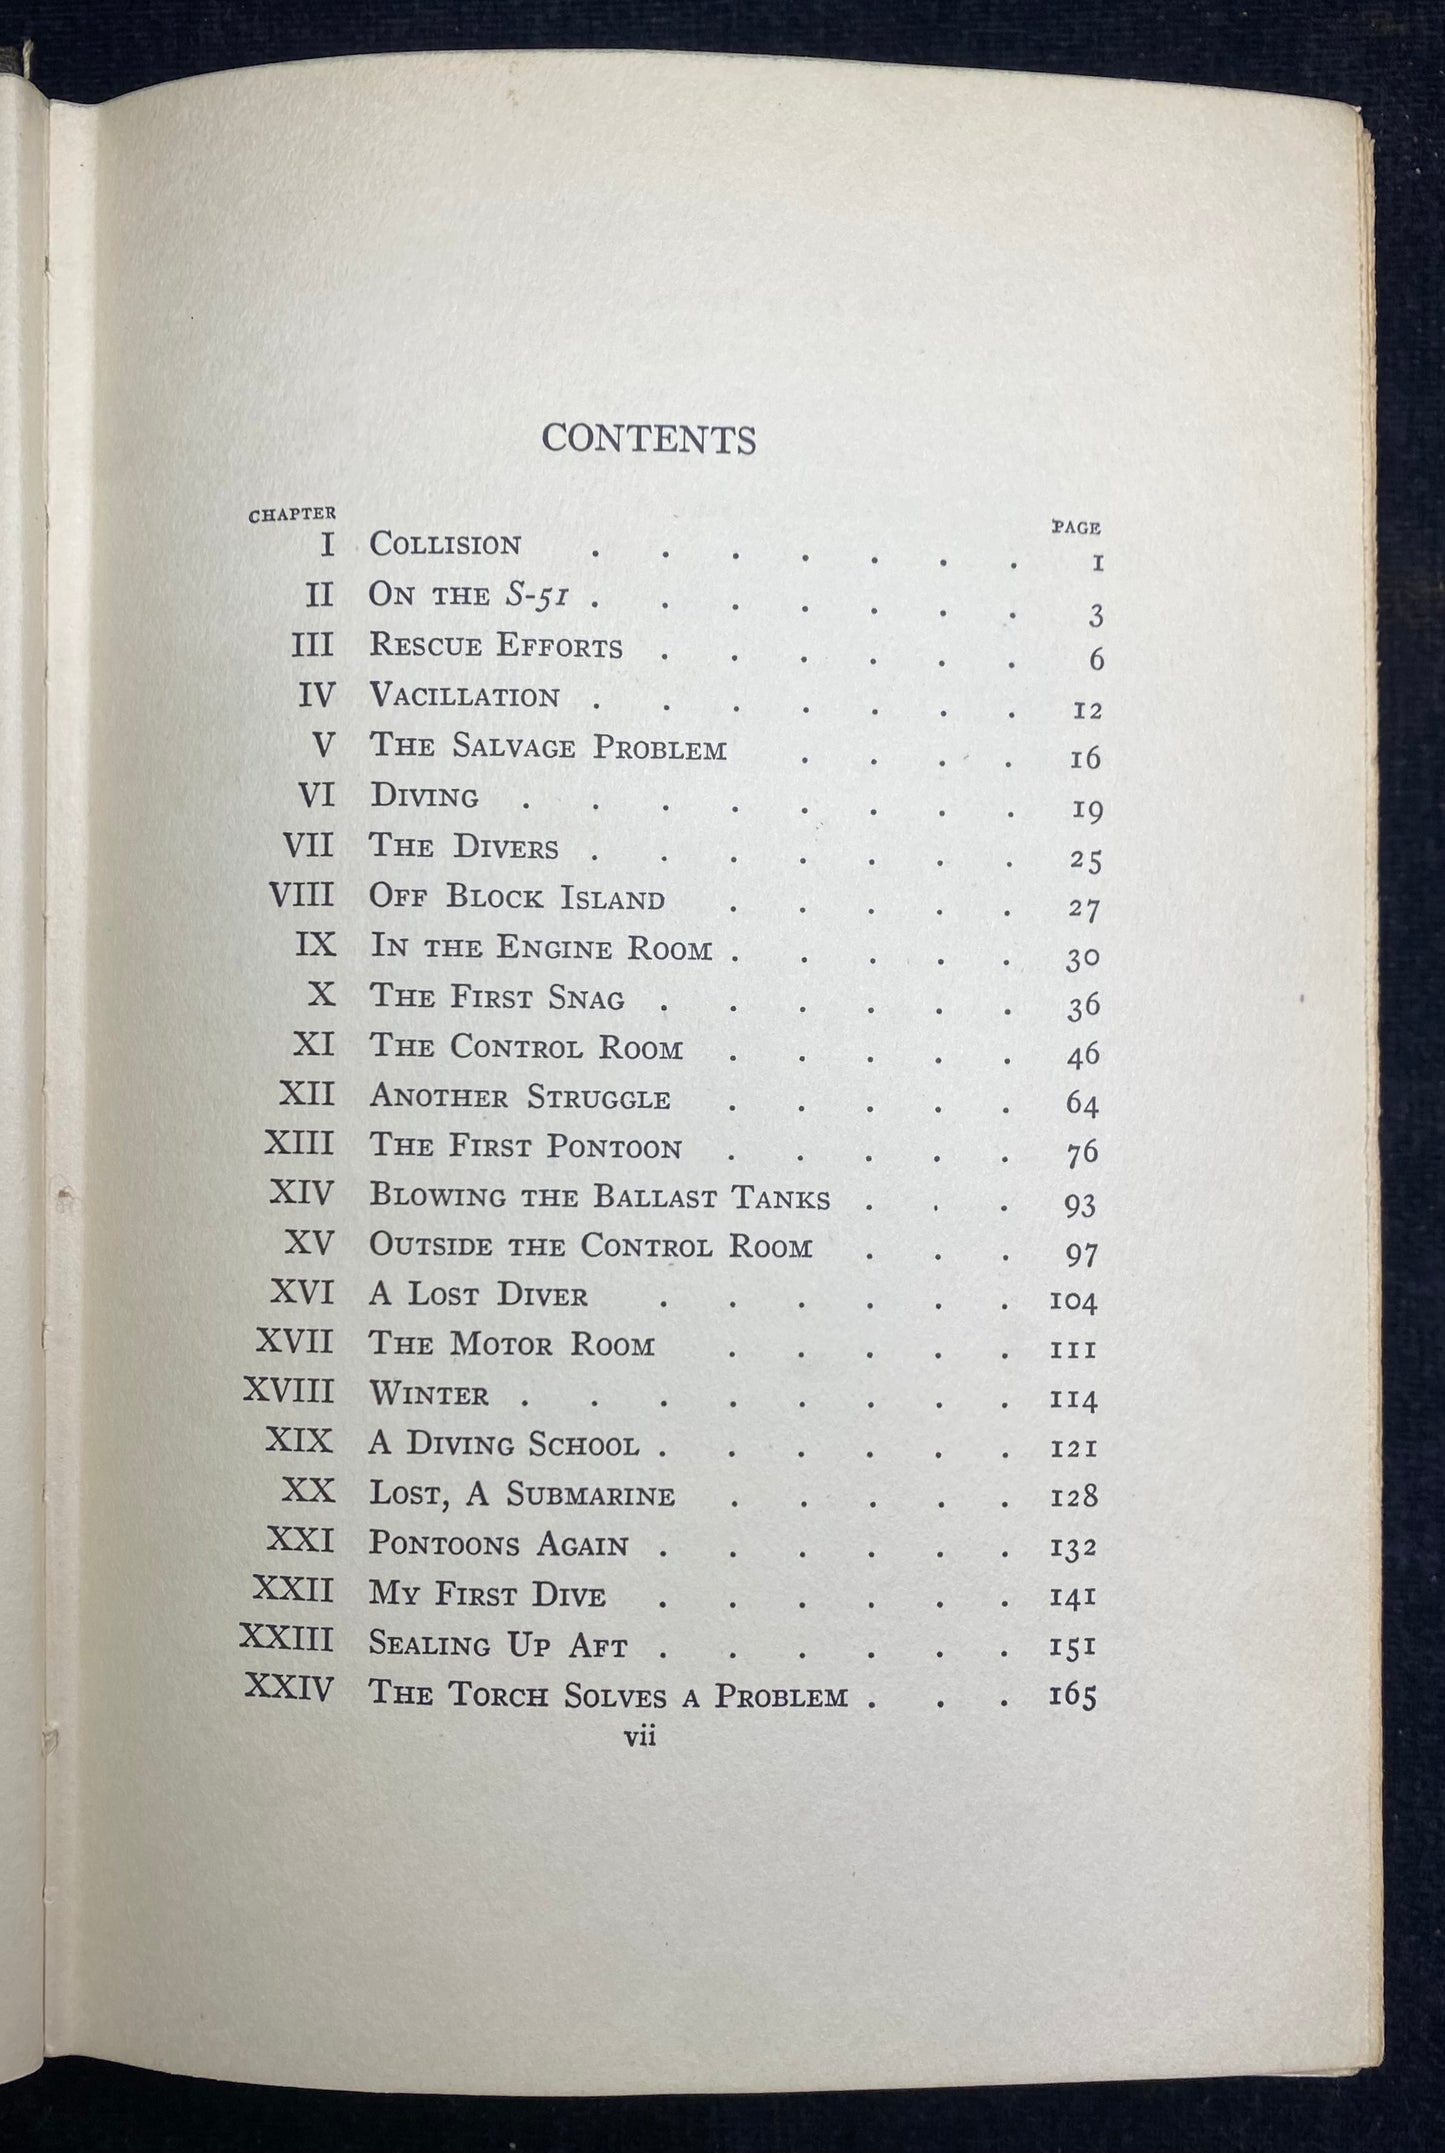 CONTENTS
CHAPTER PAGE
I COLLISION . . . . . . . 1
II ON THE S-51 . . . . . . . 3
III RESCUE EFFORTS . . . . . . 6
IV VACILLATION . . . . . . . 12
V THE SALVAGE PROBLEM . . . . 16
VI DIVING . . . . . . . . 19
VII THE DIVERS . . . . . . . 25
VIII OFF BLOCK ISLAND . . . . . 27
IX IN THE ENGINE ROOM . . . . . 30
X THE FIRST SNAG . . . . . . 36
XI THE CONTROL ROOM . . . . . 46
XII ANOTHER STRUGGLE . . . . . 64
XIII THE FIRST PONTOON . . . . . 76
XIV BLOWING THE BALLAST TANKS . . . 93
XV OUTSIDE THE CONTROL ROOM . . . 97
XVI A LOST DIVER . . . . . . 104
XVII THE MOTOR ROOM . . . . . 111
XVIII WINTER . . . . . . . . 114
XIX A DIVING SCHOOL . . . . . . 121
XX LOST, A SUBMARINE . . . . . 128
XXI PONTOONS AGAIN . . . . . . 132
XXII MY FIRST DIVE . . . . . . 141
XXIII SEALING UP AFT . . . . . . 151
XXIV THE TORCH SOLVES A PROBLEM . . . 165
vii